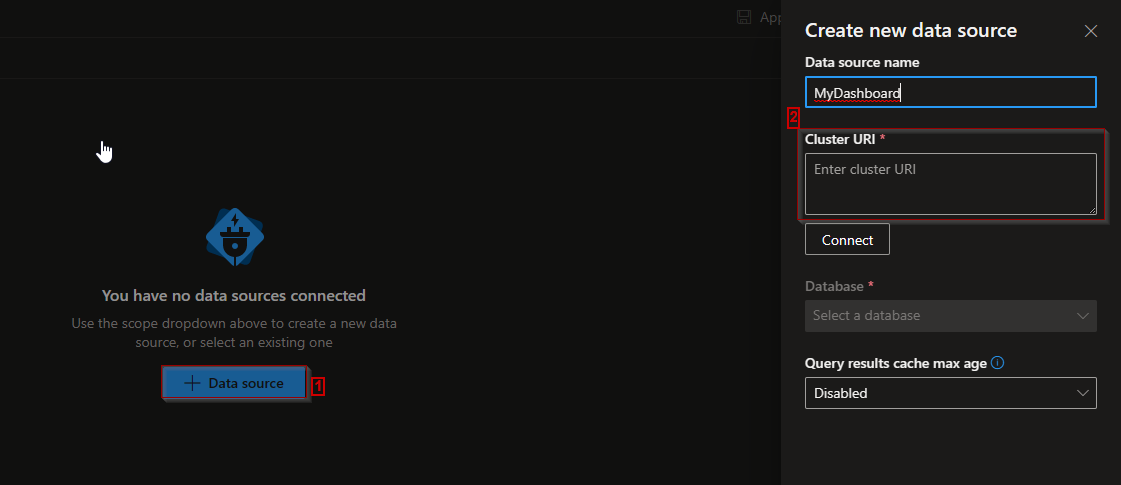 App
You have no data sources connected
Use the scope dropdown above to create a new data
source, or select an existing one
Data source
1
Create new data source
Data source name
MyDashboard
2
Cluster URI *
Enter cluster URI
Connect
Database *
Select a database
Query results cache max age
Disabled